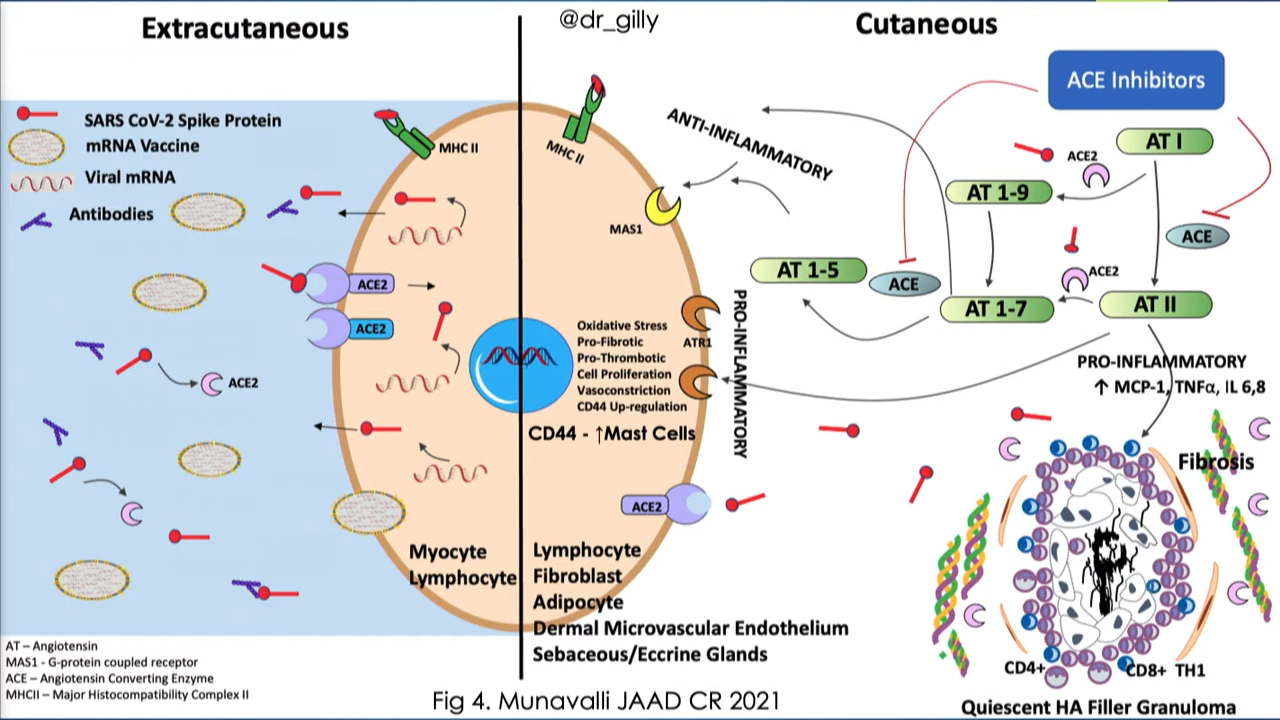 Extracutaneous
@dr_gilly
Cutaneous
SARS CoV-2 Spike Protein
mRNA Vaccine
Viral mRNA
Antibodies
MHC II
ACE2
ACE2
ACE2
Myocyte
Lymphocyte
MHC II
ANTI-INFLAMMATORY
MAS1
Oxidative Stress
Pro-Fibrotic
Pro-Thrombotic
Cell Proliferation
Vasoconstriction
CD44 Up-regulation
CD44 - ↑Mast Cells
ATR1
PRO-INFLAMMATORY
ACE2
Lymphocyte
Fibroblast
Adipocyte
Dermal Microvascular Endothelium
Sebaceous/Eccrine Glands
ACE Inhibitors
AT I
ACE2
AT 1-9
ACE
AT 1-5
ACE
ACE2
AT 1-7
AT II
PRO-INFLAMMATORY
↑ MCP-1, TNFα, IL 6,8
Fibrosis
CD4+
CD8+ TH1
Quiescent HA Filler Granuloma
AT – Angiotensin
MAS1 - G-protein coupled receptor
ACE – Angiotensin Converting Enzyme
MHCII – Major Histocompatibility Complex II
Fig 4. Munavalli JAAD CR 2021